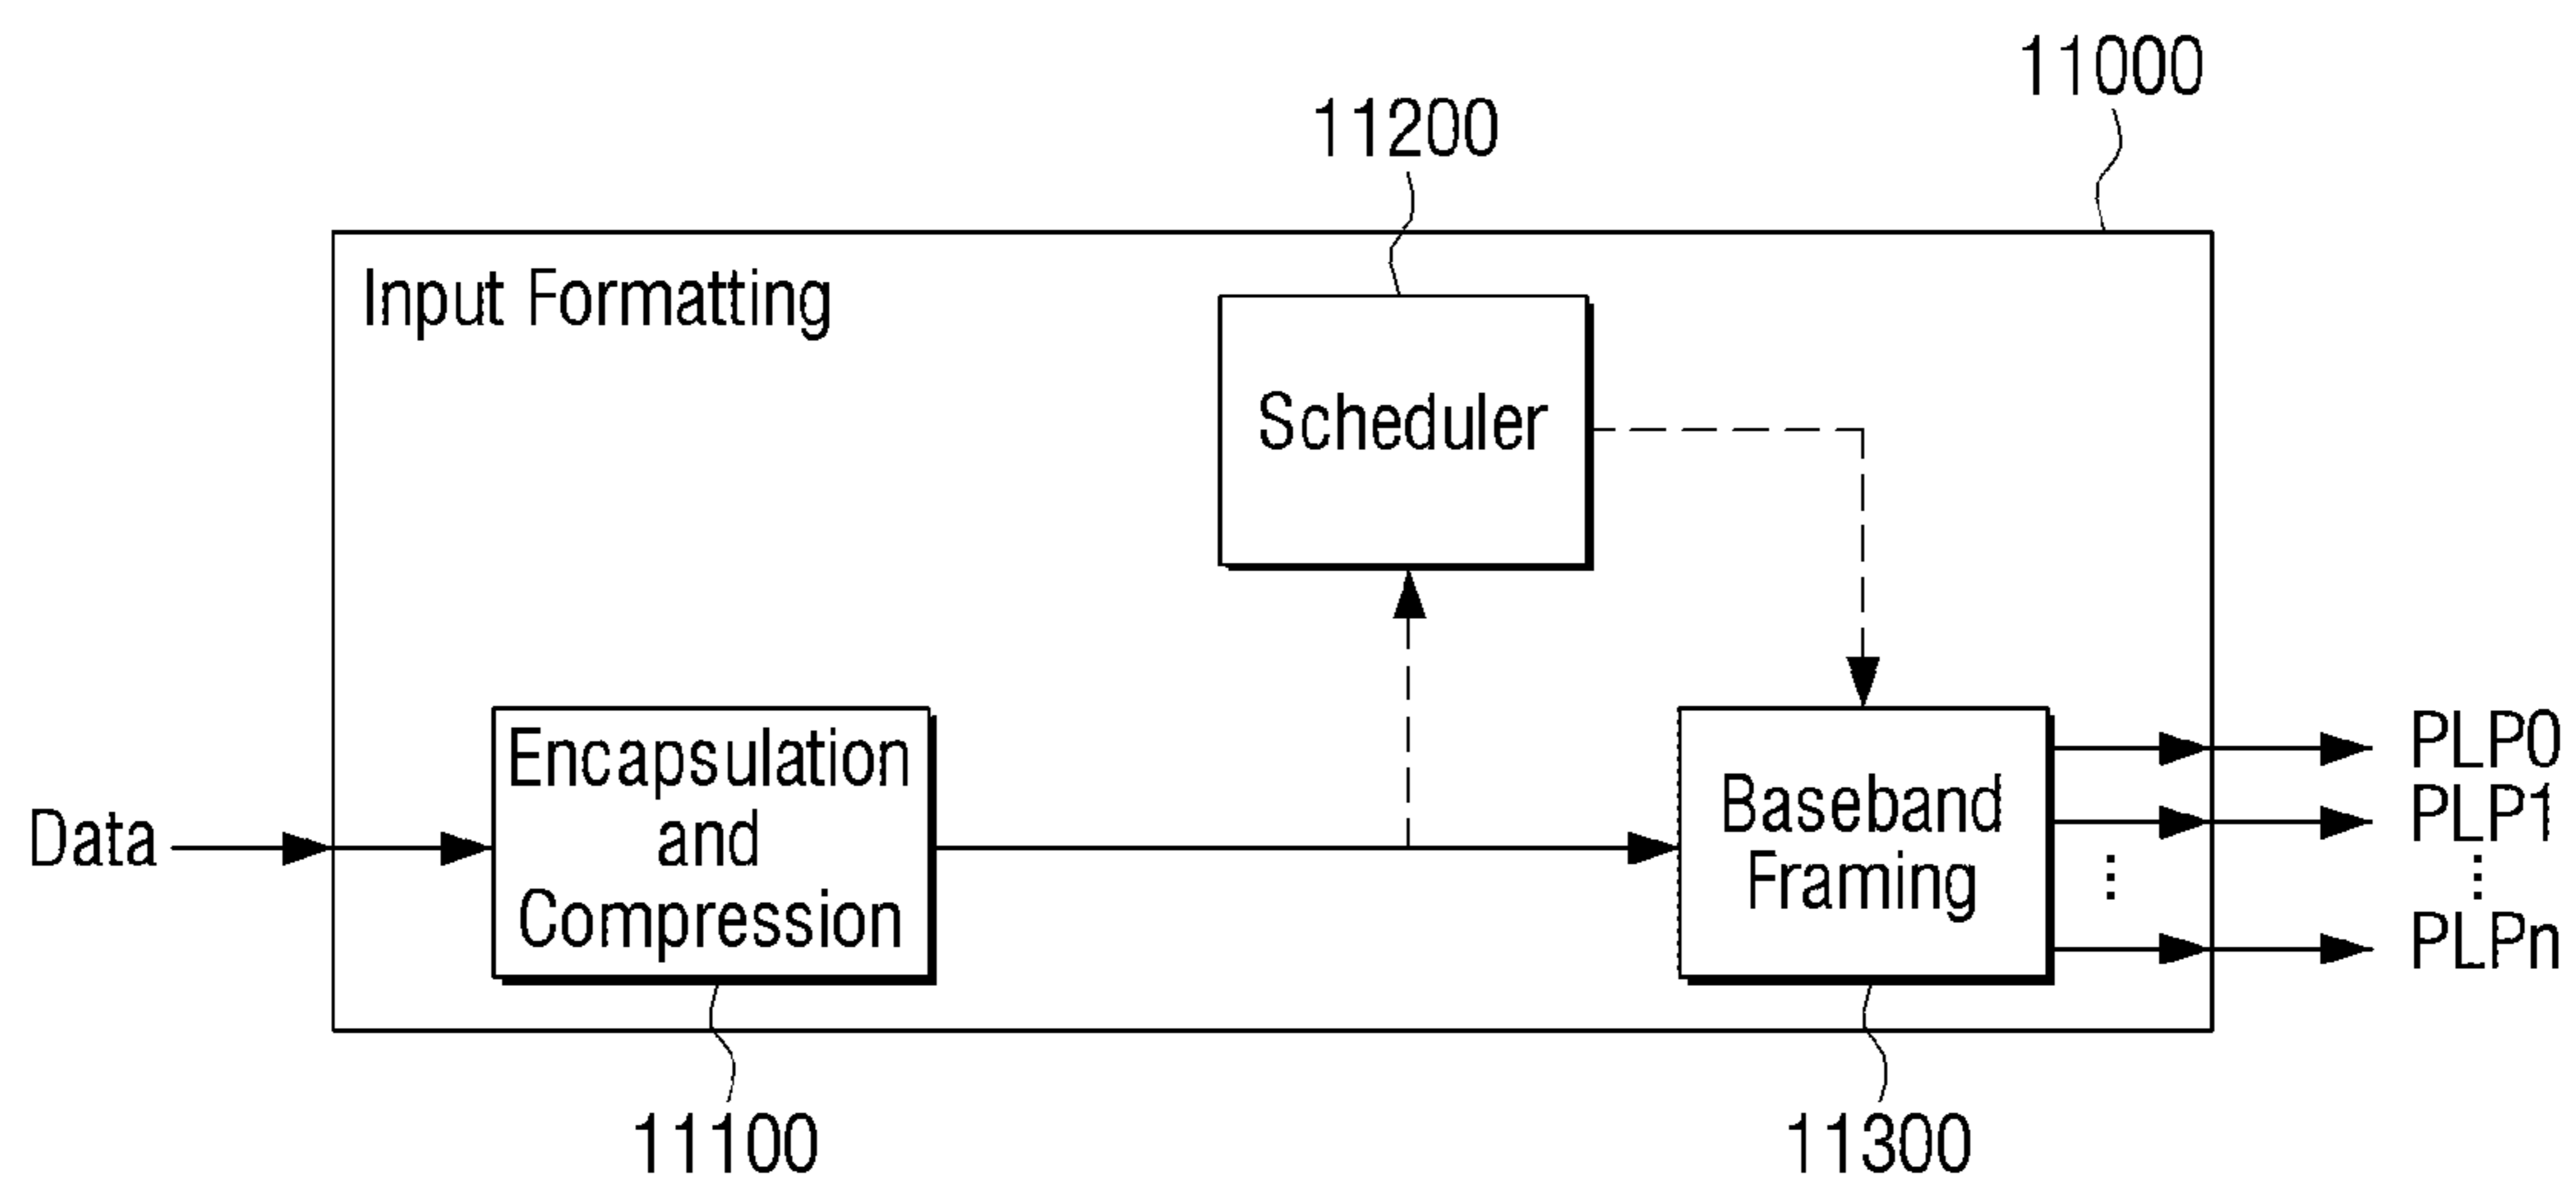 11000
11200
Input Formatting
Scheduler
Encapsulation
and
Compression
Data
Baseband
Framing
PLP0
PLP1
⋮
⋮
PLPn
11100
11300